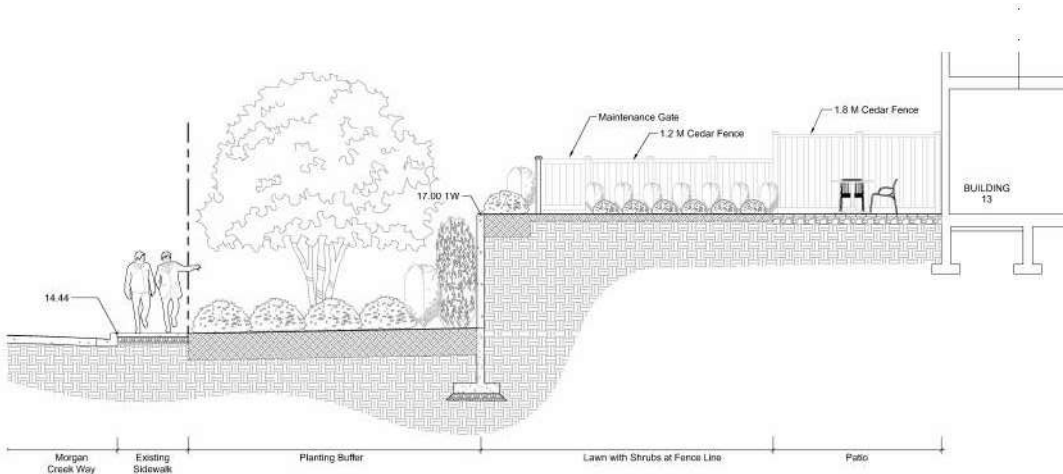 Maintenance Gate
1.2 M Cedar Fence
1.8 M Cedar Fence
17.00 TW
BUILDING
13
14.44
Morgan
Creek Way
Existing
Sidewalk
Planting Buffer
Lawn with Shrubs at Fence Line
Patio